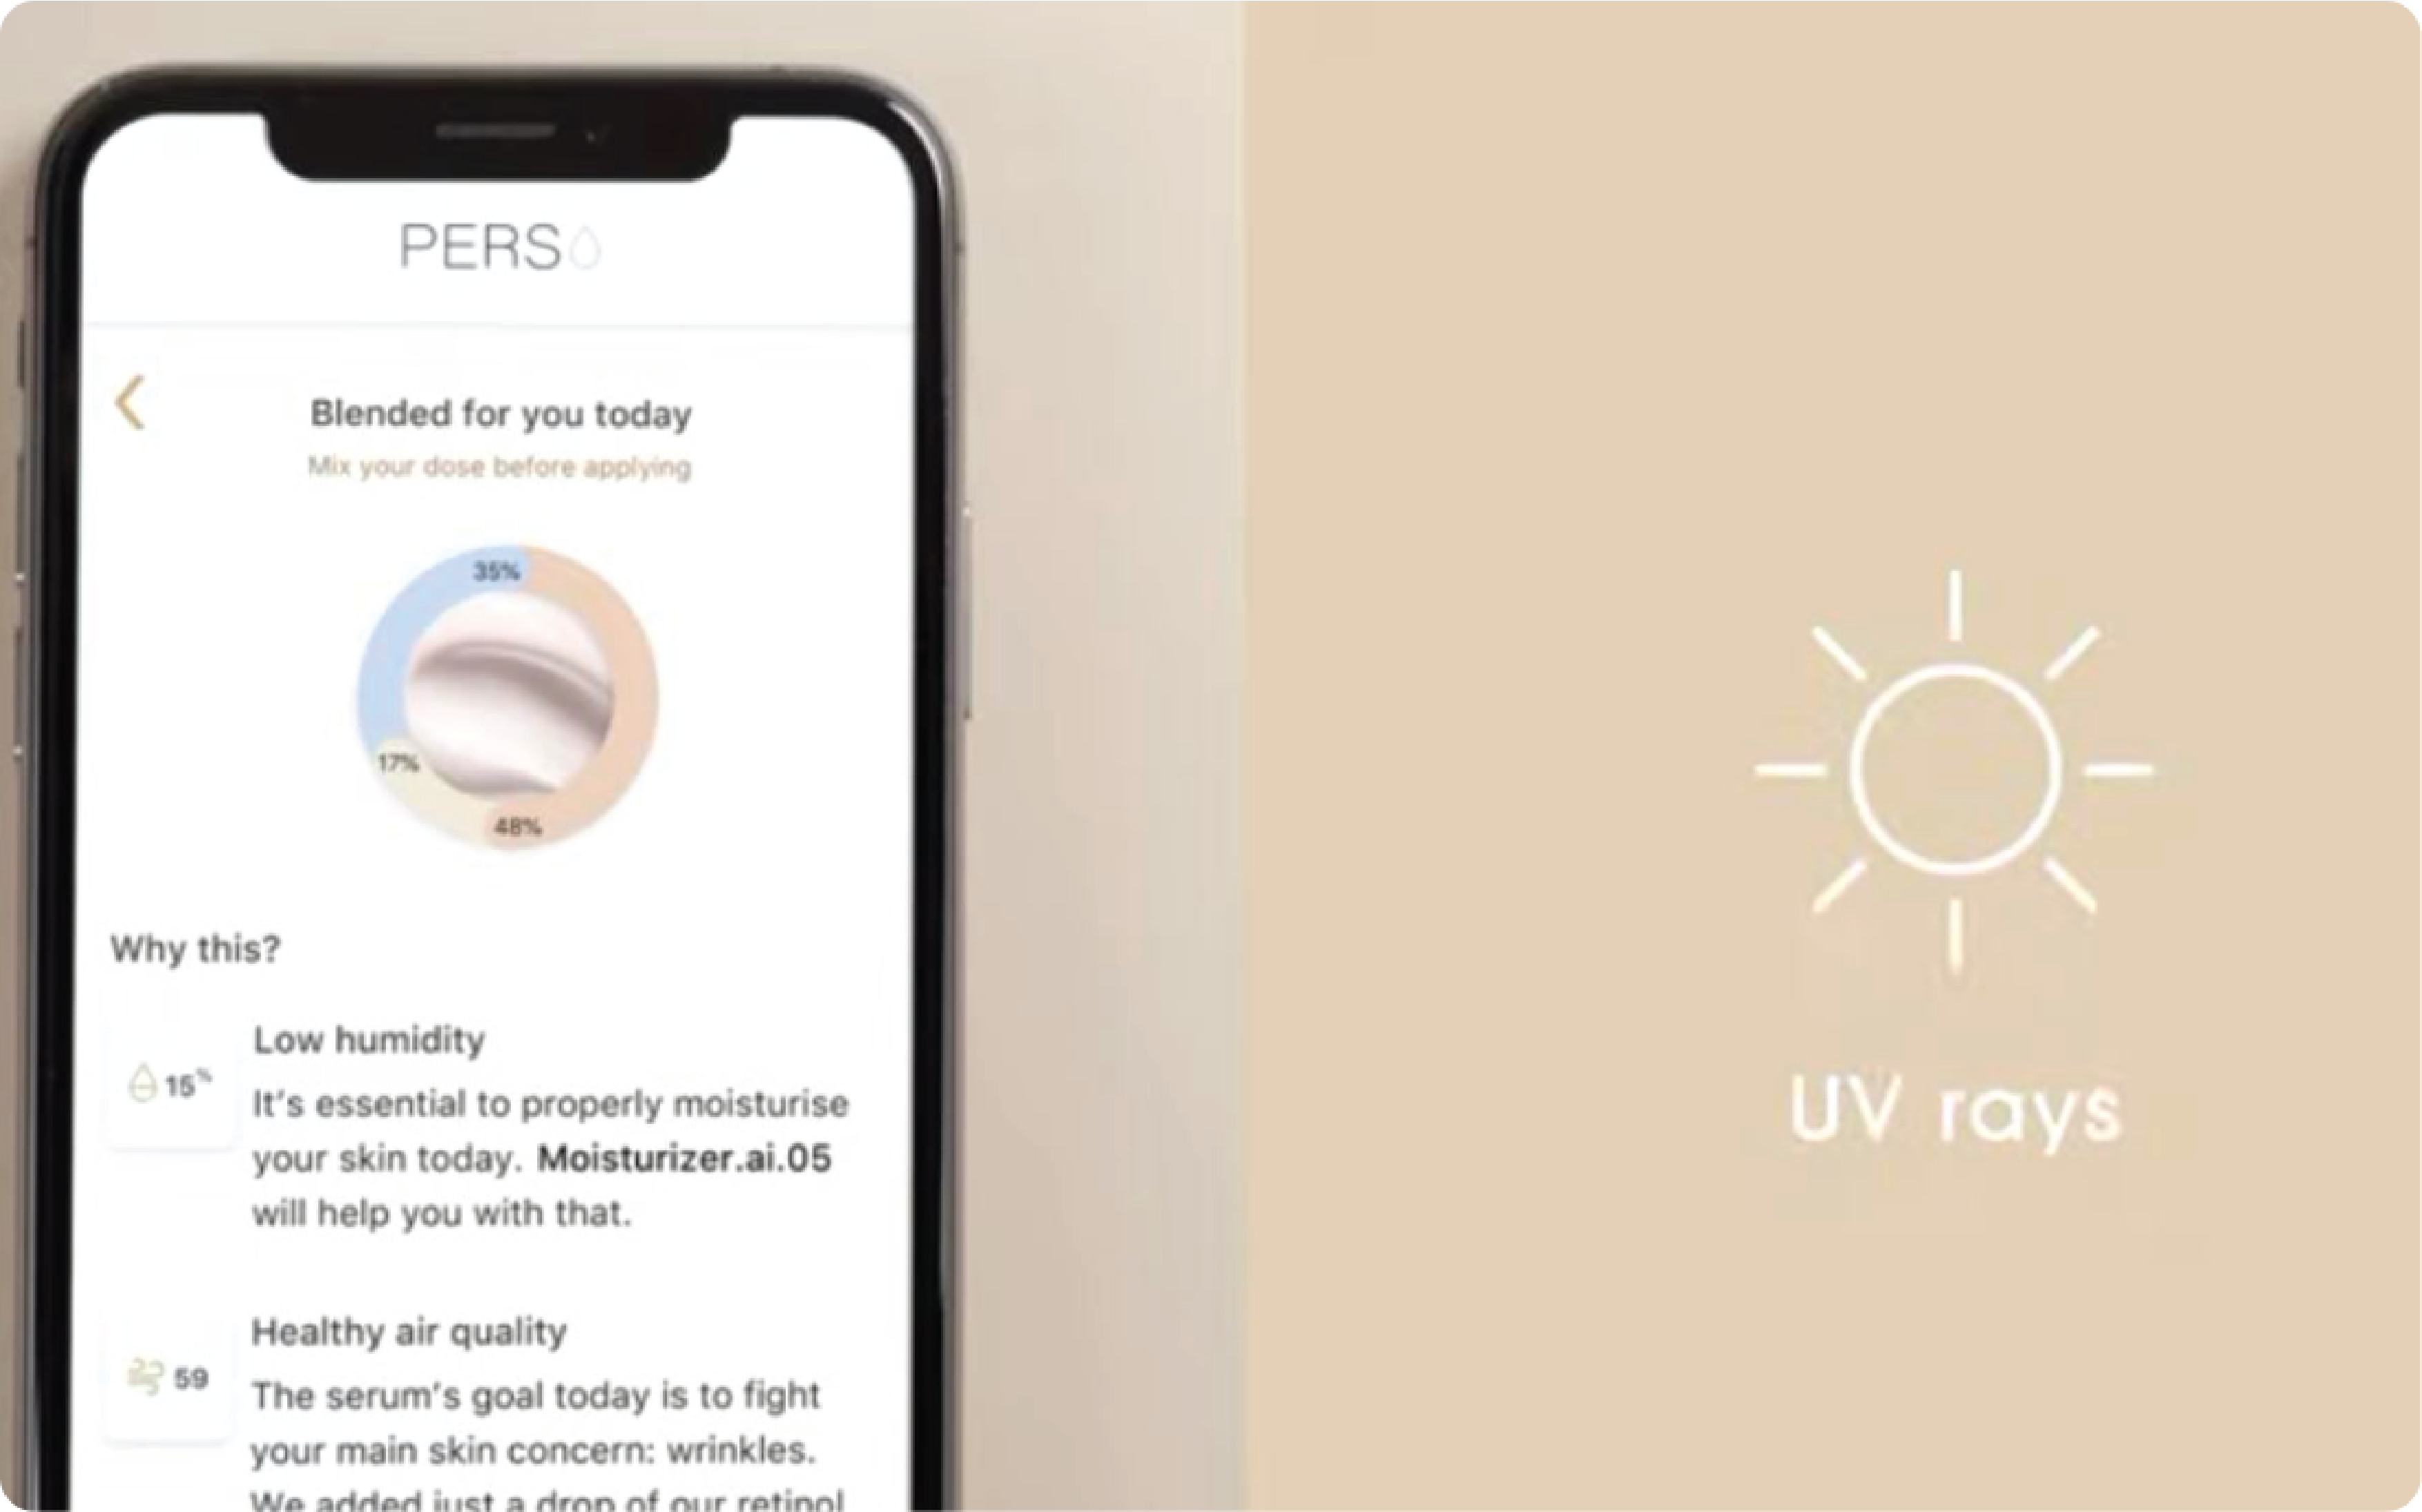 PERS
Blended for you today
Mix your dose before applying
35%
17%
48%
Why this?
Low humidity
15%
It's essential to properly moisturise
your skin today. Moisturizer.ai.05
will help you with that.
Healthy air quality
59
The serum's goal today is to fight
your main skin concern: wrinkles.
We added just a drop of our retinol
UV rays